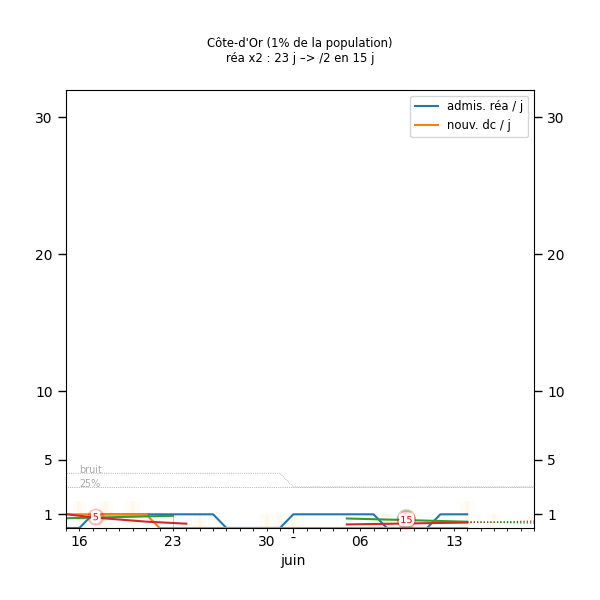 Côte-d'Or (1% de la population)
réa x2 : 23 j –> /2 en 15 j
admis. réa / j
nouv. dc / j
30 30
20 20
10 10
5 5
bruit
25%
1 5 15 1
16 23 30 - 06 13
juin